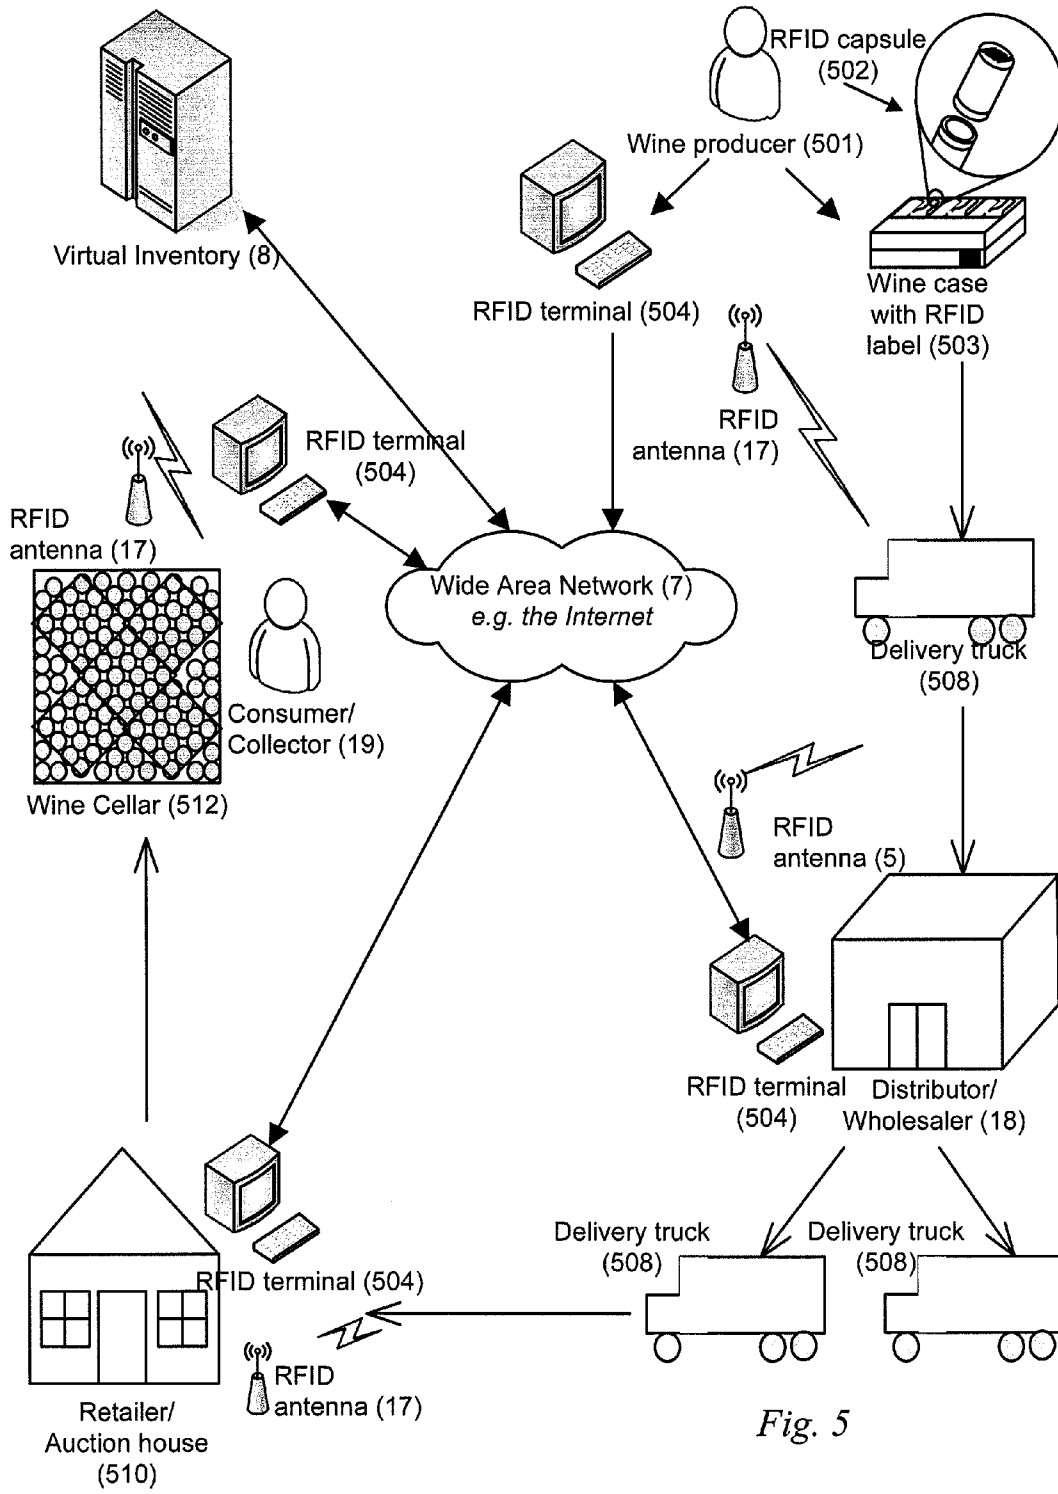 RFID capsule
(502)
Wine producer (501)
Virtual Inventory (8)
RFID terminal (504)
Wine case
with RFID
label (503)
RFID
antenna (17)
RFID terminal
(504)
RFID
antenna (17)
Wide Area Network (7)
e.g. the Internet
Delivery truck
(508)
Consumer/
Collector (19)
Wine Cellar (512)
RFID
antenna (5)
RFID terminal
(504)
Distributor/
Wholesaler (18)
Delivery truck
(508)
Delivery truck
(508)
RFID terminal (504)
RFID
antenna (17)
Retailer/
Auction house
(510)
Fig. 5